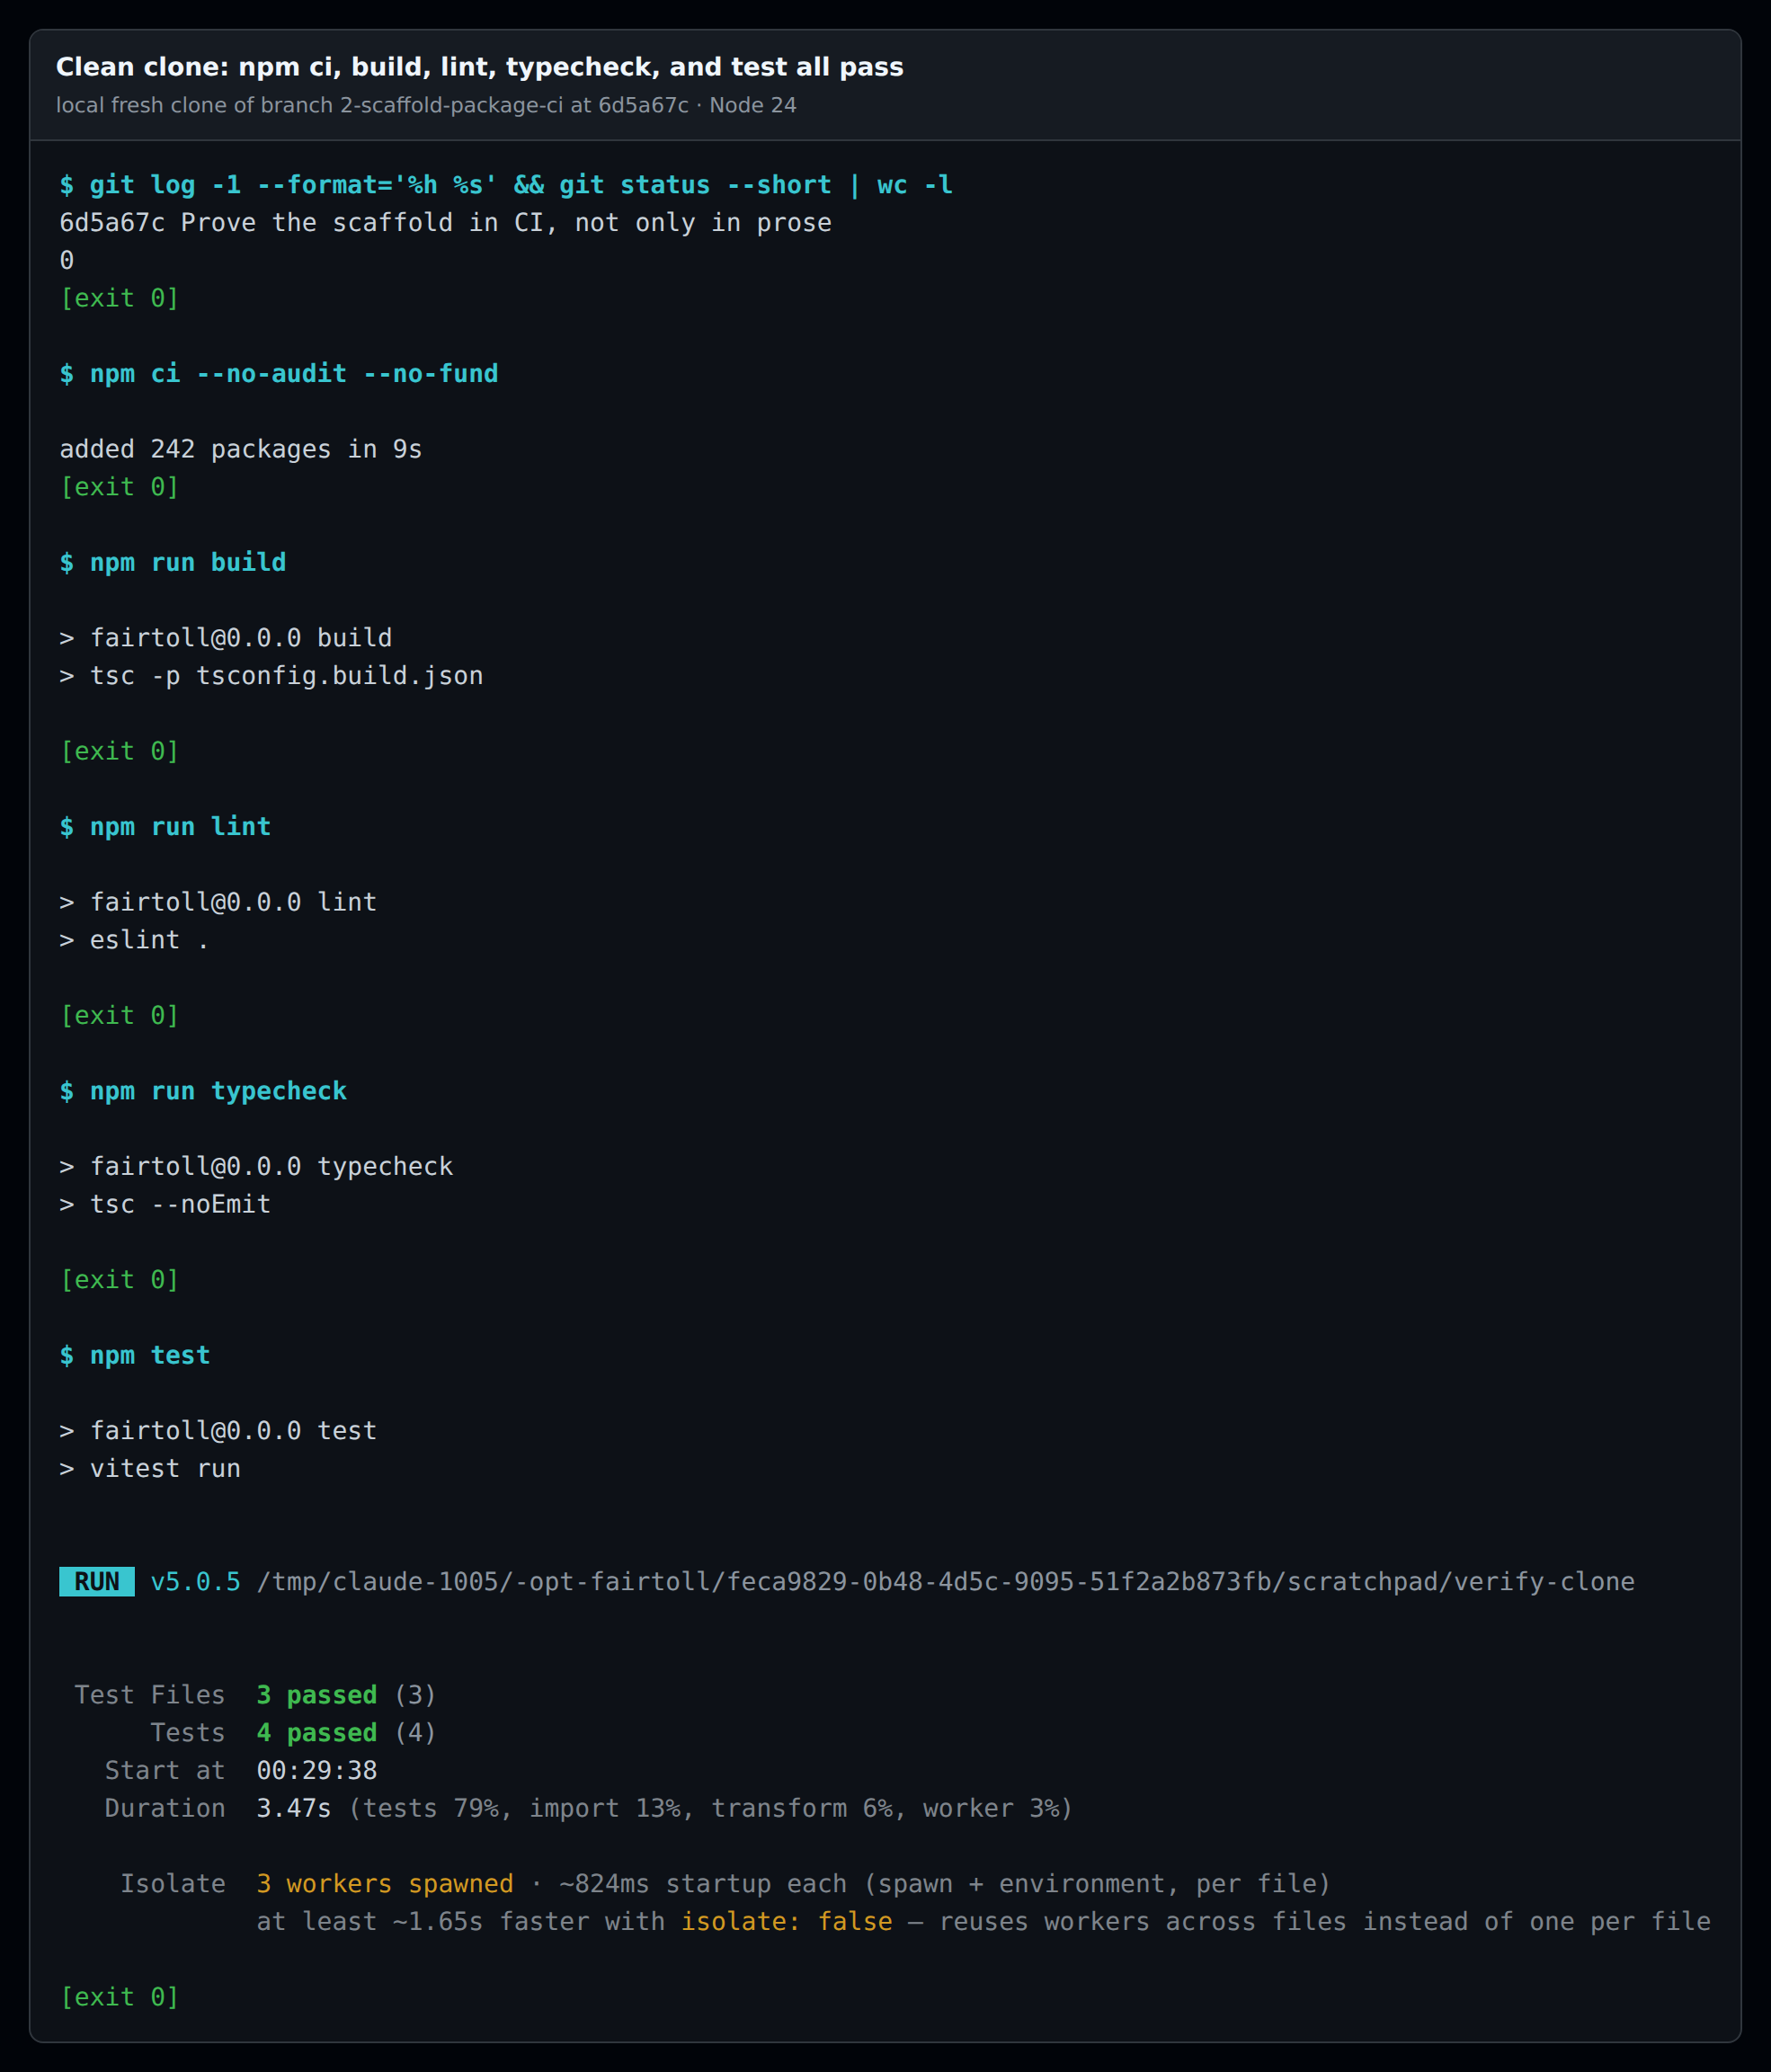 Clean clone: npm ci, build, lint, typecheck, and test all pass
local fresh clone of branch 2-scaffold-package-ci at 6d5a67c · Node 24
$ git log -1 --format='%h %s' && git status --short | wc -l
6d5a67c Prove the scaffold in CI, not only in prose
0
[exit 0]
$ npm ci --no-audit --no-fund
added 242 packages in 9s
[exit 0]
$ npm run build
> fairtoll@0.0.0 build
> tsc -p tsconfig.build.json
[exit 0]
$ npm run lint
> fairtoll@0.0.0 lint
> eslint .
[exit 0]
$ npm run typecheck
> fairtoll@0.0.0 typecheck
> tsc --noEmit
[exit 0]
$ npm test
> fairtoll@0.0.0 test
> vitest run
RUN v5.0.5 /tmp/claude-1005/-opt-fairtoll/feca9829-0b48-4d5c-9095-51f2a2b873fb/scratchpad/verify-clone
Test Files 3 passed (3)
Tests 4 passed (4)
Start at 00:29:38
Duration 3.47s (tests 79%, import 13%, transform 6%, worker 3%)
Isolate 3 workers spawned · ~824ms startup each (spawn + environment, per file)
at least ~1.65s faster with isolate: false — reuses workers across files instead of one per file
[exit 0]